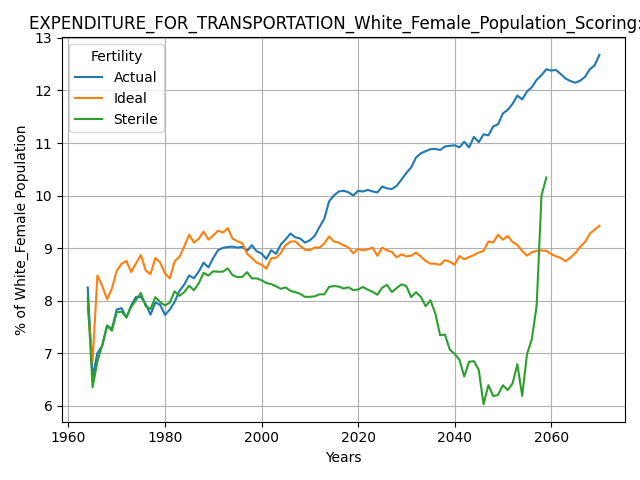 EXPENDITURE_FOR_TRANSPORTATION_White_Female_Population_Scoring:
Fertility
Actual
Ideal
Sterile
% of White_Female Population
13
12
11
10
9
8
7
6
1960 1980 2000 2020 2040 2060
Years